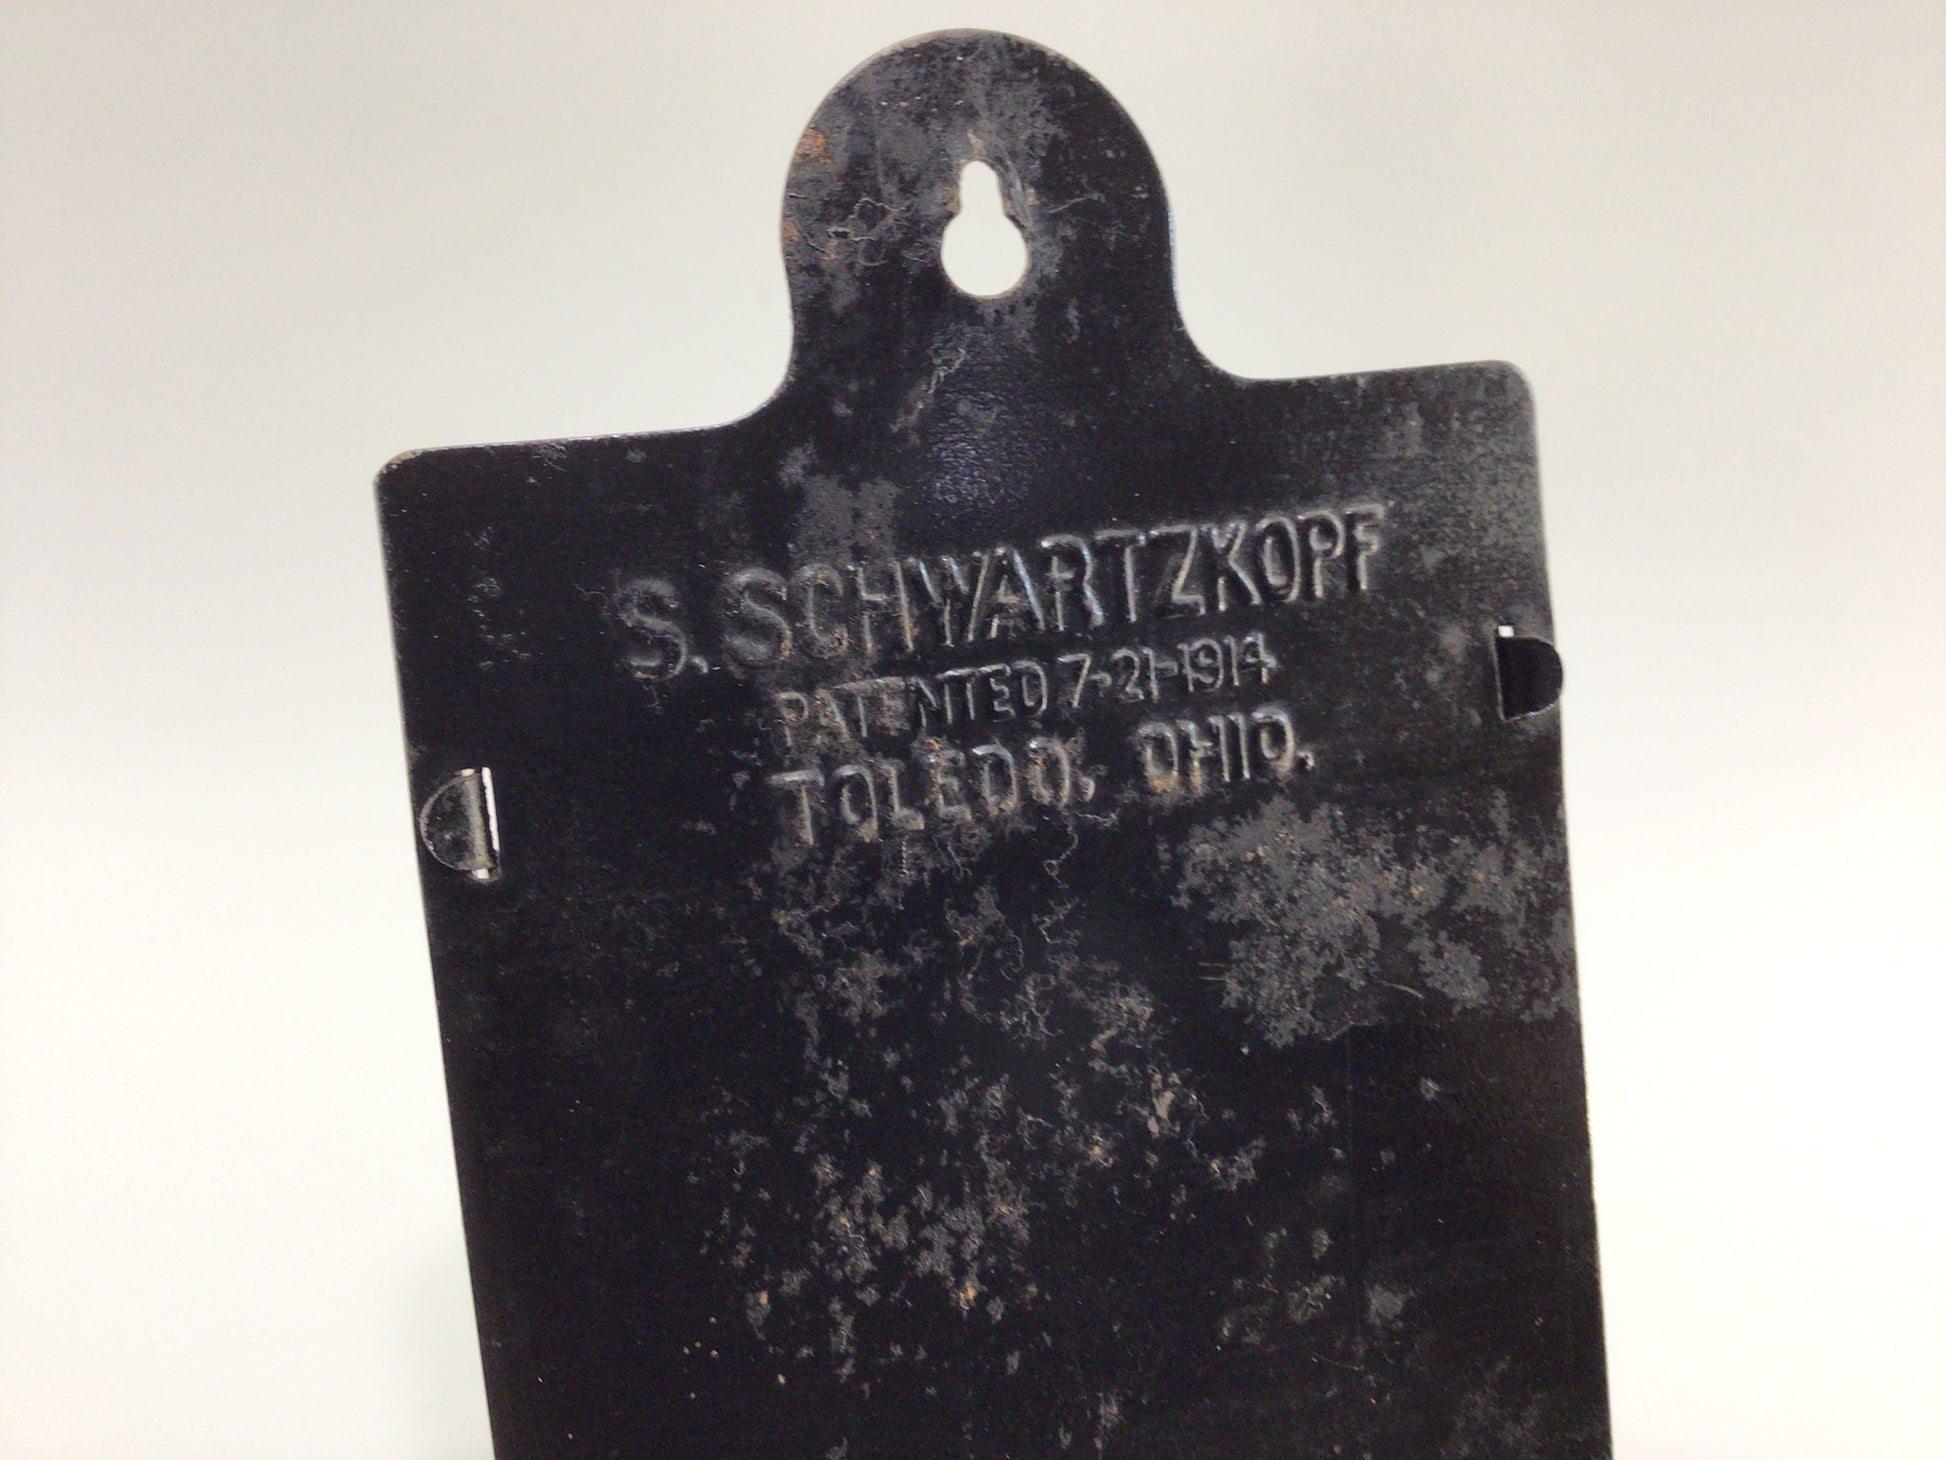 S. SCHWARTZKOPF
PATENTED 7-21-1914
TOLEDO, OHIO.